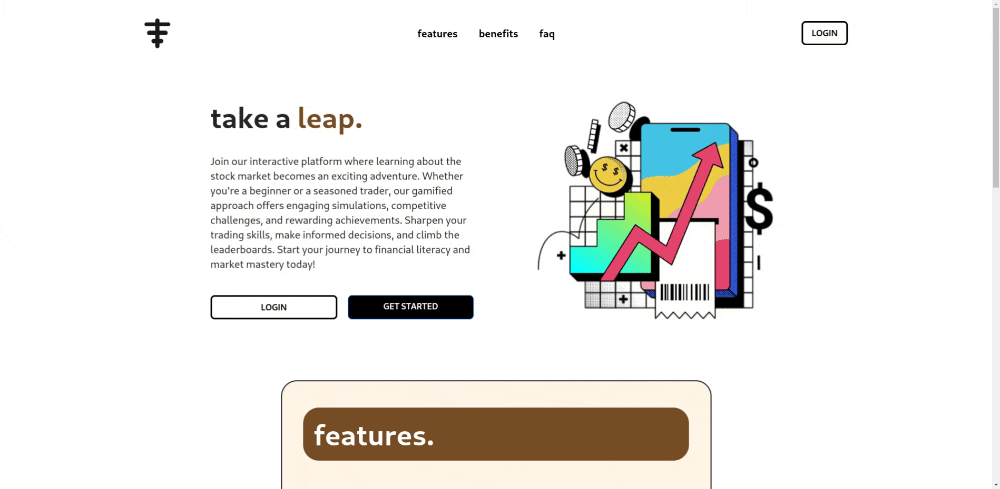 features benefits faq
LOGIN
take a leap.
Join our interactive platform where learning about the
stock market becomes an exciting adventure. Whether
you're a beginner or a seasoned trader, our gamified
approach offers engaging simulations, competitive
challenges, and rewarding achievements. Sharpen your
trading skills, make informed decisions, and climb the
leaderboards. Start your journey to financial literacy and
market mastery today!
LOGIN
GET STARTED
$
features.